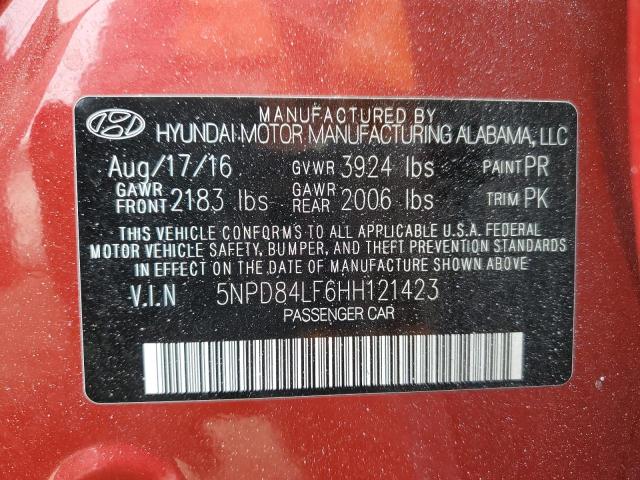 MANUFACTURED BY
HYUNDAI MOTOR MANUFACTURING ALABAMA, LLC
Aug/17/16 GVWR 3924 lbs PAINT PR
GAWR FRONT 2183 lbs GAWR REAR 2006 lbs TRIM PK
THIS VEHICLE CONFORMS TO ALL APPLICABLE U.S.A. FEDERAL
MOTOR VEHICLE SAFETY, BUMPER, AND THEFT PREVENTION STANDARDS
IN EFFECT ON THE DATE OF MANUFACTURE SHOWN ABOVE.
V.I.N 5NPD84LF6HH121423
PASSENGER CAR